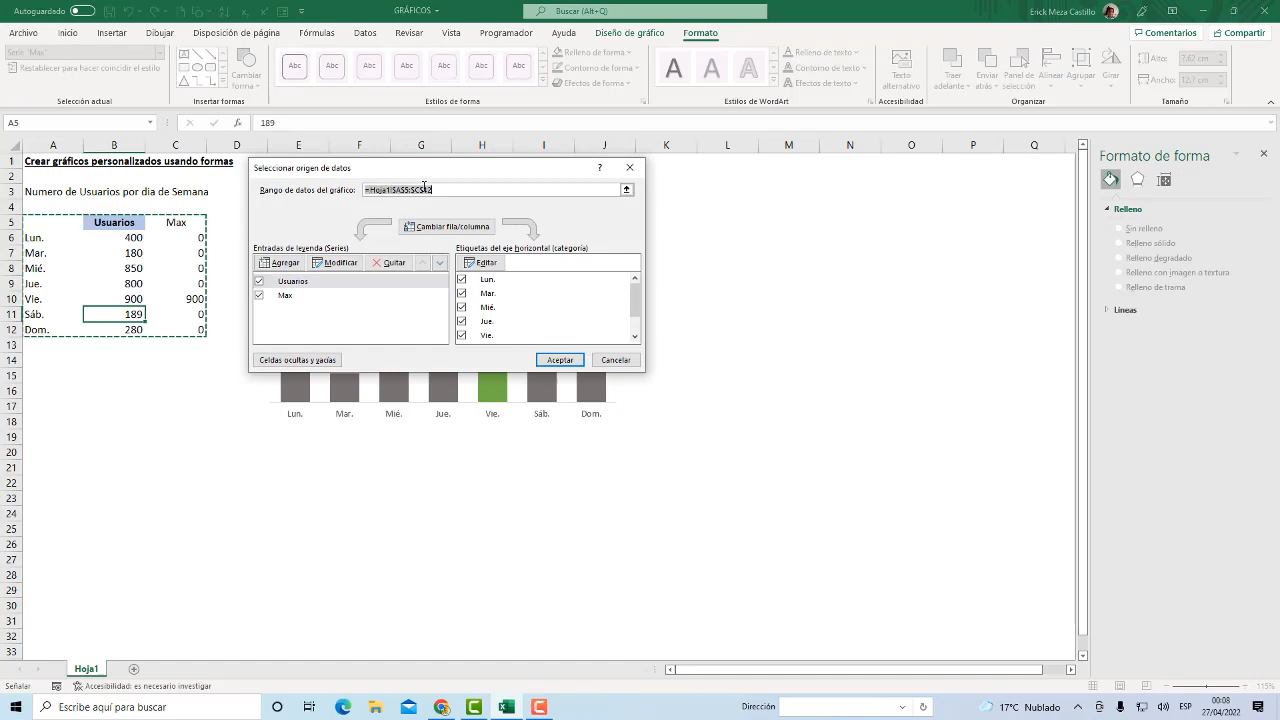 Autoguardado
GRÁFICOS
Buscar (Alt+Q)
Erick Meza Castillo
Archivo Inicio Insertar Disposición de página Fórmulas Datos Revisar Vista Programador Ayuda Diseño de gráfico Formato
Comentarios Compartir
Serie "Max"
Restablecer para hacer coincidir el estilo
Cambiar forma
Abc Abc Abc Abc Abc Abc Abc
Relleno de forma
Contorno de forma
Efectos de forma
A A A
Relleno de texto
Contorno de texto
Efectos de texto
Texto alternativo
Traer adelante
Enviar atrás
Panel de selección
Alinear
Agrupar
Girar
Alto: 7.62 cm
Ancho: 12.7 cm
Selección actual Insertar formas Estilos de forma Estilos de WordArt Accesibilidad Organizar Tamaño
A5 fx 189
A B C D E F G H I J K L M N O P Q
1 Crear gráficos personalizados usando formas
2
3 Numero de Usuarios por dia de Semana
4
5 Usuarios Max
6 Lun. 400 0
7 Mar. 180 0
8 Mié. 850 0
9 Jue. 800 0
10 Vie. 900 900
11 Sáb. 189 0
12 Dom. 280 0
13
14
15
16
17
18
19
20
21
22
23
24
25
26
27
28
29
30
31
32
33
Seleccionar origen de datos ?
Rango de datos del gráfico: =Hoja1!$A$5:$C$12
Cambiar fila/columna
Entradas de leyenda (Series) Etiquetas del eje horizontal (categoría)
Agregar Modificar Quitar Editar
Usuarios
Max
Lun.
Mar.
Mié.
Jue.
Vie.
Celdas ocultas y vacías Aceptar Cancelar
Lun. Mar. Mié. Jue. Vie. Sáb. Dom.
Formato de forma
Relleno
Sin relleno
Relleno sólido
Relleno degradado
Relleno con imagen o textura
Relleno de trama
Líneas
Hoja1
Señalar Accesibilidad: es necesario investigar 115%
Escribe aquí para buscar
Dirección
17°C Nublado
ESP
00:08
27/04/2022